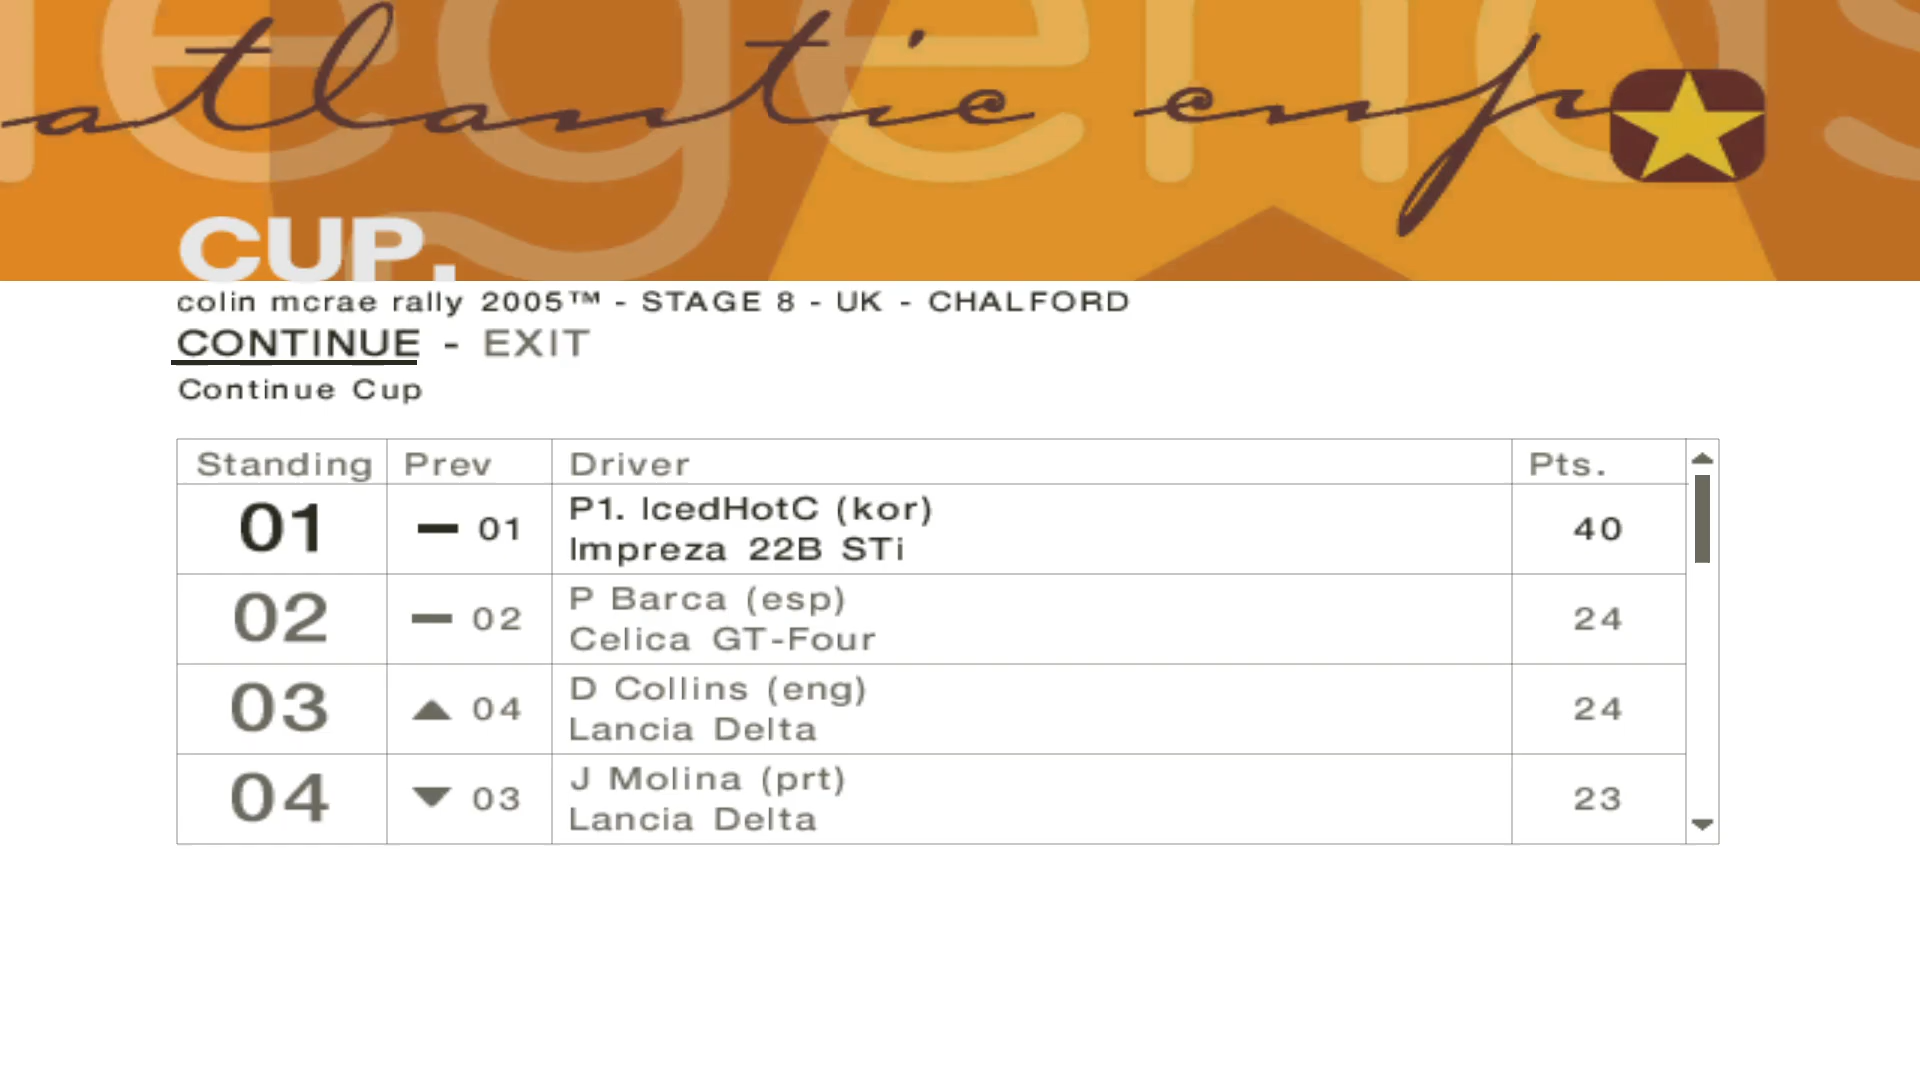 legends
atlantic cup
CUP.
colin mcrae rally 2005™ - STAGE 8 - UK - CHALFORD
CONTINUE - EXIT
Continue Cup
Standing Prev Driver Pts.
01 01 P1. IcedHotC (kor) 40
Impreza 22B STi
02 02 P Barca (esp) 24
Celica GT-Four
03 04 D Collins (eng) 24
Lancia Delta
04 03 J Molina (prt) 23
Lancia Delta